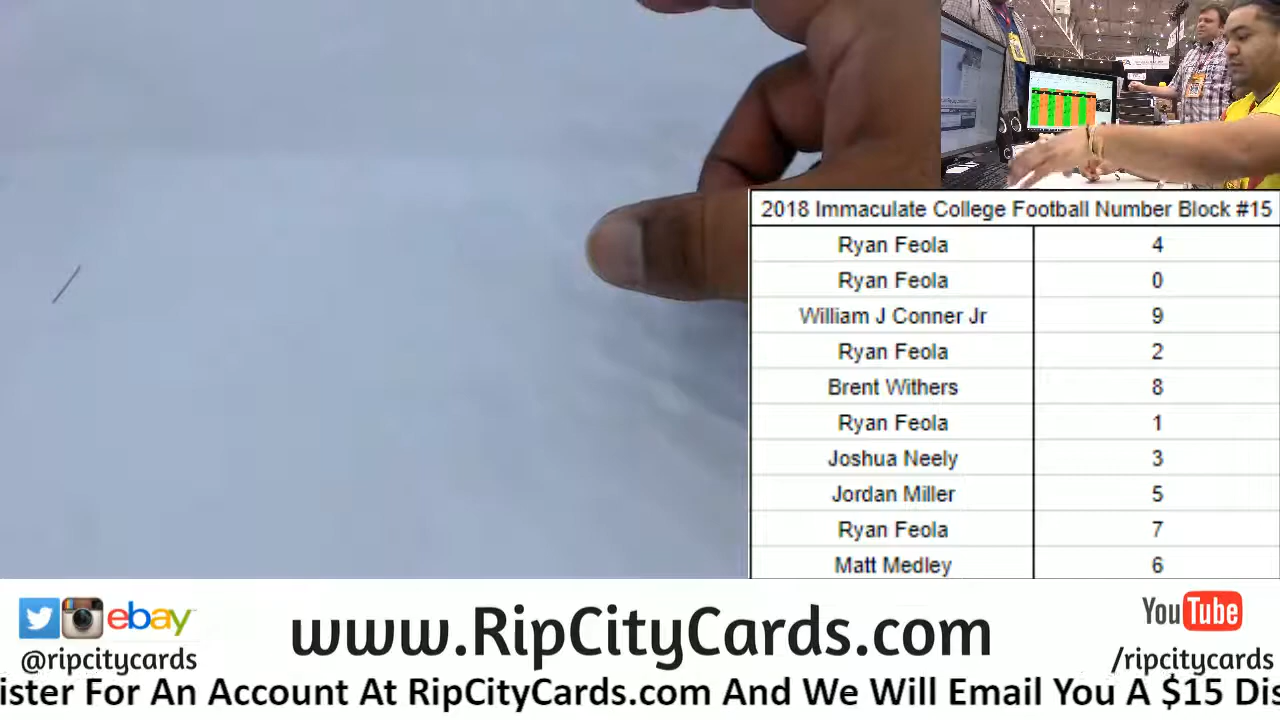 2018 Immaculate College Football Number Block #15
Ryan Feola 4
Ryan Feola 0
William J Conner Jr 9
Ryan Feola 2
Brent Withers 8
Ryan Feola 1
Joshua Neely 3
Jordan Miller 5
Ryan Feola 7
Matt Medley 6
ebay
@ripcitycards
www.RipCityCards.com
YouTube
/ripcitycards
ister For An Account At RipCityCards.com And We Will Email You A $15 Dis